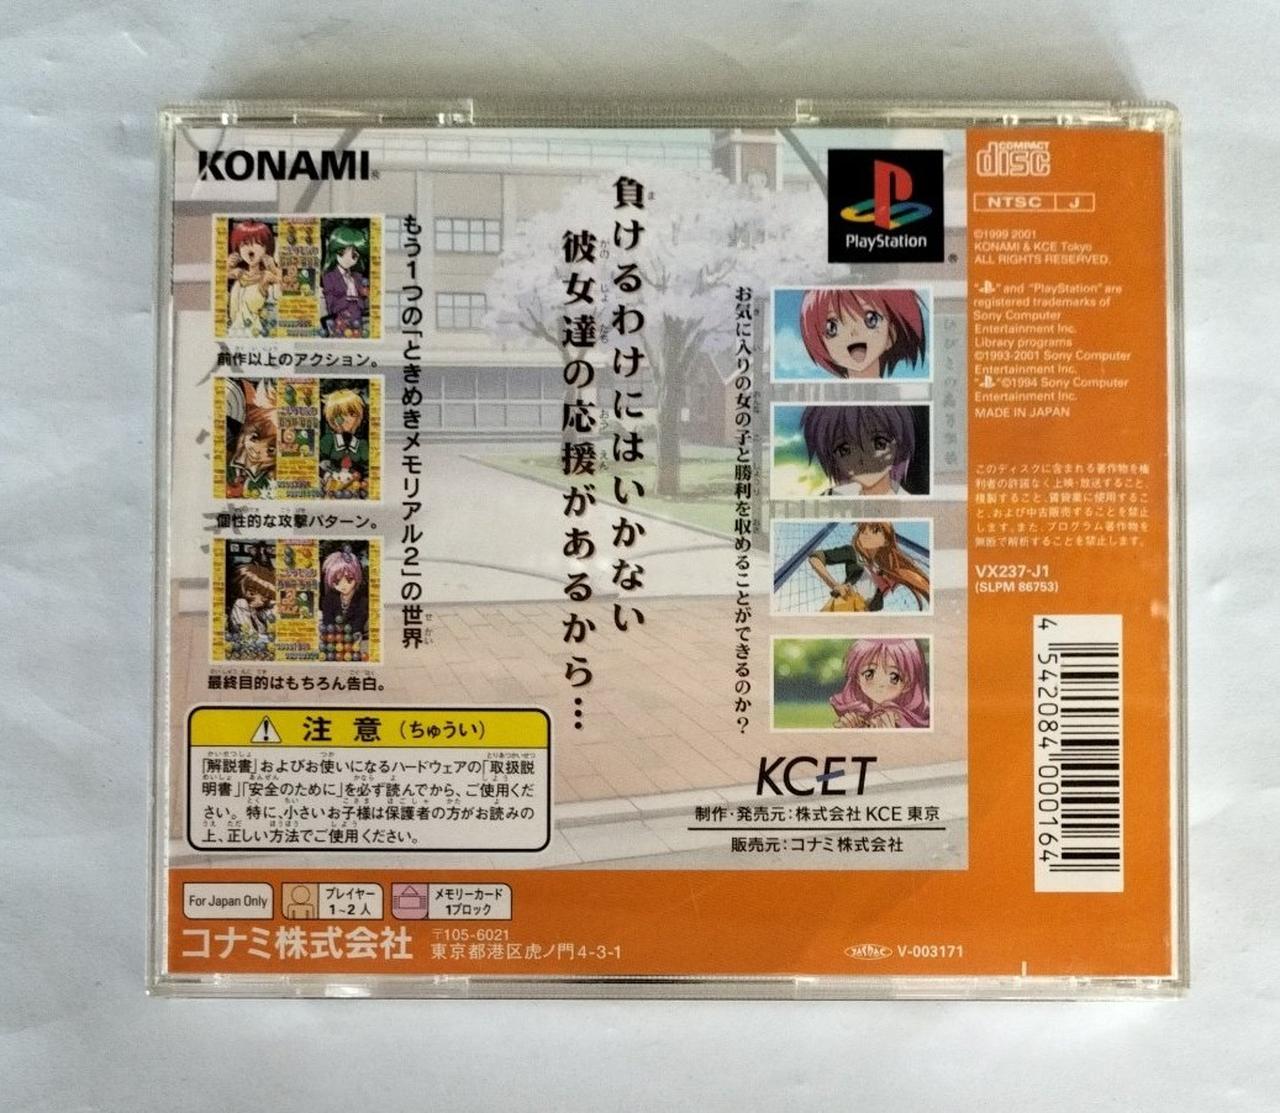 KONAMI®
もう1つの「ときめきメモリアル2」の世界
前作以上のアクション。
個性的な攻撃パターン。
最終目的はもちろん告白。
負けるわけにはいかない
彼女達の応援があるから…
PlayStation®
お気に入りの女の子と勝利を収めることができるのか?
注意(ちゅうい)
「解説書」およびお使いになるハードウェアの「取扱説
明書」「安全のために」を必ず読んでから、ご使用くだ
さい。特に、小さいお子様は保護者の方がお読みの
上、正しい方法でご使用ください。
KCET
制作・発売元:株式会社 KCE 東京
販売元:コナミ株式会社
COMPACT
disc
NTSC J
©1999 2001
KONAMI & KCE Tokyo
ALL RIGHTS RESERVED.
" " and "PlayStation" are
registered trademarks of
Sony Computer
Entertainment Inc.
Library programs
©1993-2001 Sony Computer
Entertainment Inc.
" "©1994 Sony Computer
Entertainment Inc.
MADE IN JAPAN
このディスクに含まれる著作物を権
利者の許諾なく上映・放送すること、
複製すること、賃貸業に使用するこ
と、および中古販売することを禁止
します。また、プログラム著作物を
無断で解析することを禁止します。
VX237-J1
(SLPM 86753)
4 542084 000164
For Japan Only
プレイヤー
1~2 人
メモリーカード
1ブロック
コナミ株式会社
〒105-6021
東京都港区虎ノ門4-3-1
V-003171